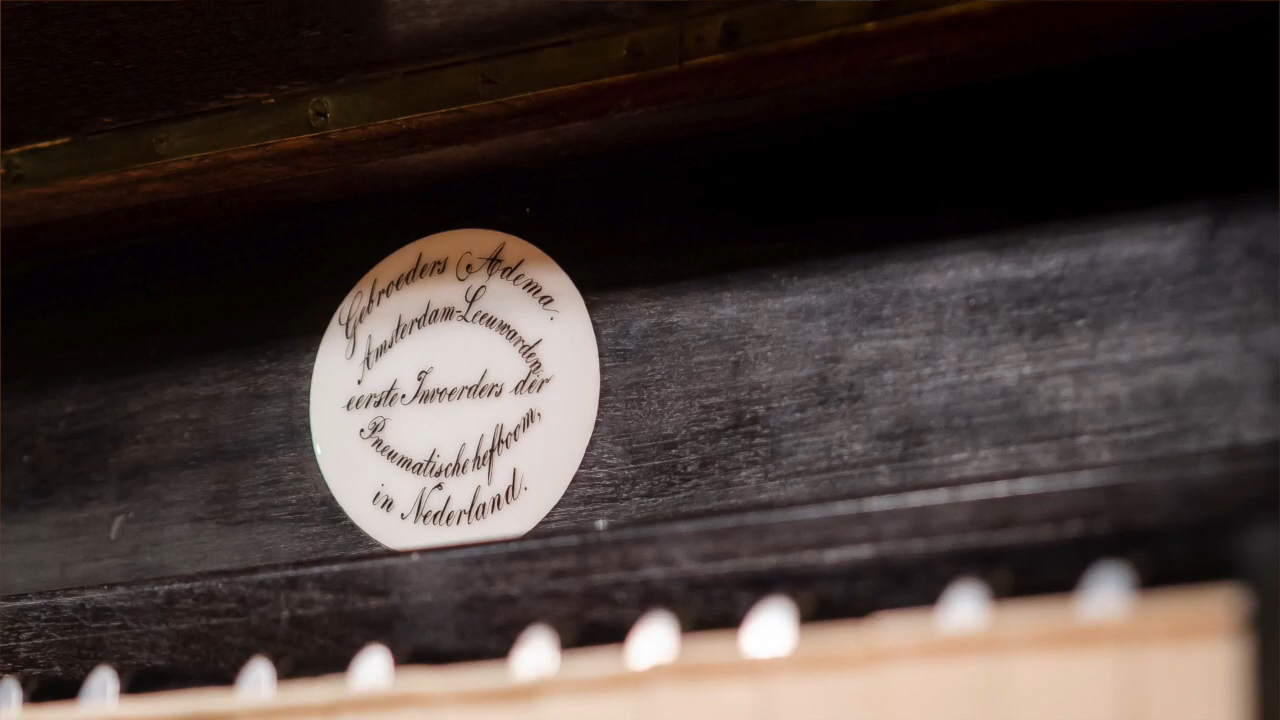 Gebroeders Adema.
Amsterdam-Leeuwarden,
eerste Invoerders der
Pneumatische hefboom,
in Nederland.